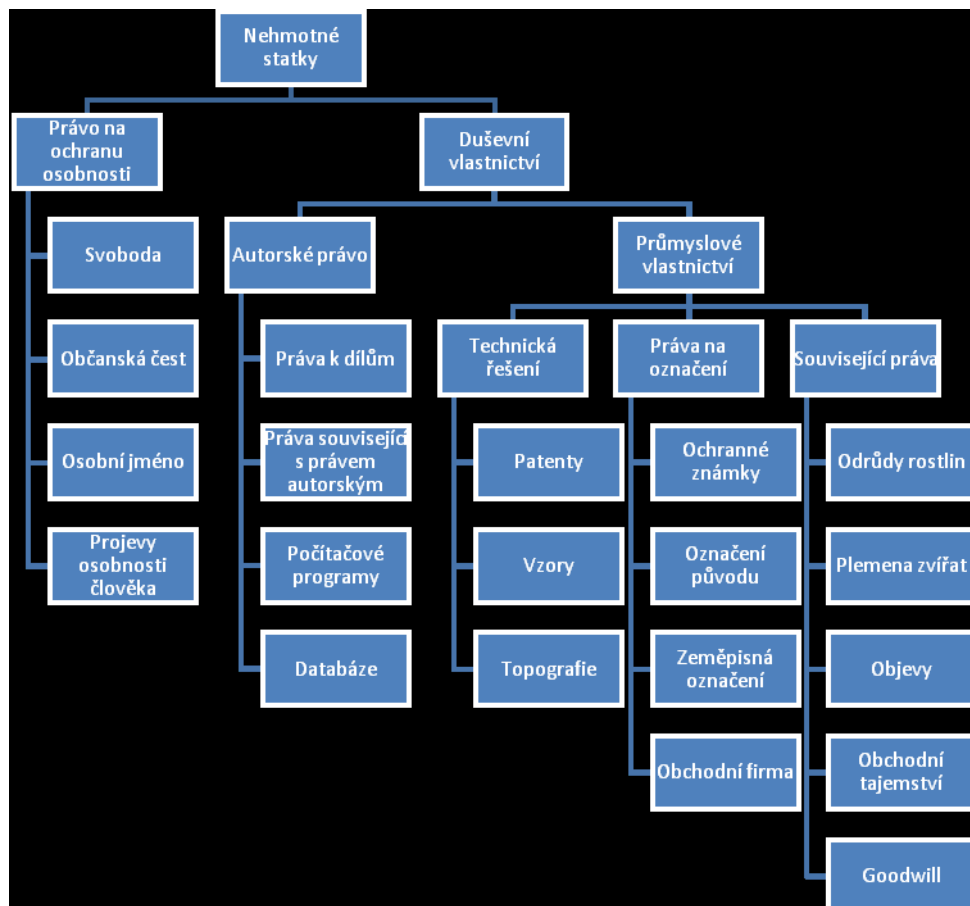 Nehmotné
statky
Právo na
ochranu
osobnosti
Duševní
vlastnictví
Svoboda
Občanská čest
Osobní jméno
Projevy
osobnosti
člověka
Autorské právo
Práva k dílům
Práva související
s právem
autorským
Počítačové
programy
Databáze
Průmyslové
vlastnictví
Technická
řešení
Patenty
Vzory
Topografie
Práva na
označení
Ochranné
známky
Označení
původu
Zeměpisná
označení
Obchodní firma
Související práva
Odrůdy rostlin
Plemena zvířat
Objevy
Obchodní
tajemství
Goodwill